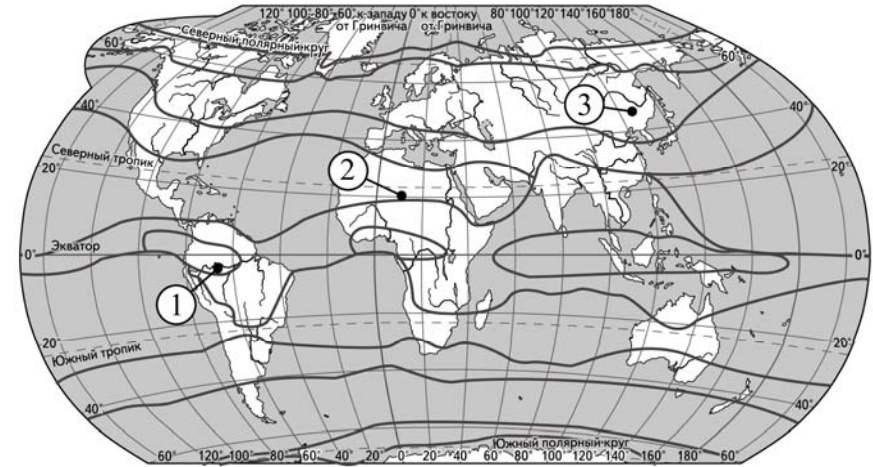 120°100°80°60° к западу 0° к востоку 80°100°120°140°160°180°
от Гринвича от Гринвича
Северный полярный круг
60° 60°
40° 40°
3
Северный тропик
2
20° 20°
Экватор
0° 0°
1
20° 20°
Южный тропик
40° 40°
Южный полярный круг
60° 120° 100° 80° 60° 40° 20° 0° 20° 40° 60° 80° 100° 120° 140° 160° 180° 60°